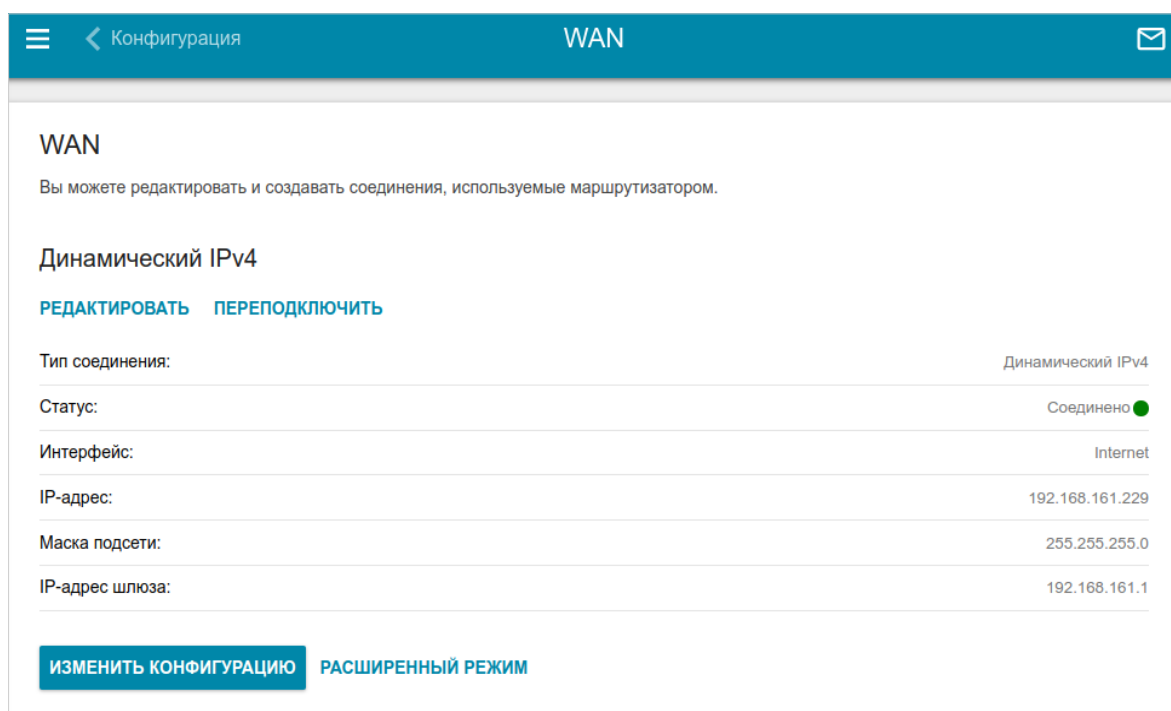 Конфигурация
WAN
WAN
Вы можете редактировать и создавать соединения, используемые маршрутизатором.
Динамический IPv4
РЕДАКТИРОВАТЬ ПЕРЕПОДКЛЮЧИТЬ
Тип соединения: Динамический IPv4
Статус: Соединено
Интерфейс: Internet
IP-адрес: 192.168.161.229
Маска подсети: 255.255.255.0
IP-адрес шлюза: 192.168.161.1
ИЗМЕНИТЬ КОНФИГУРАЦИЮ РАСШИРЕННЫЙ РЕЖИМ